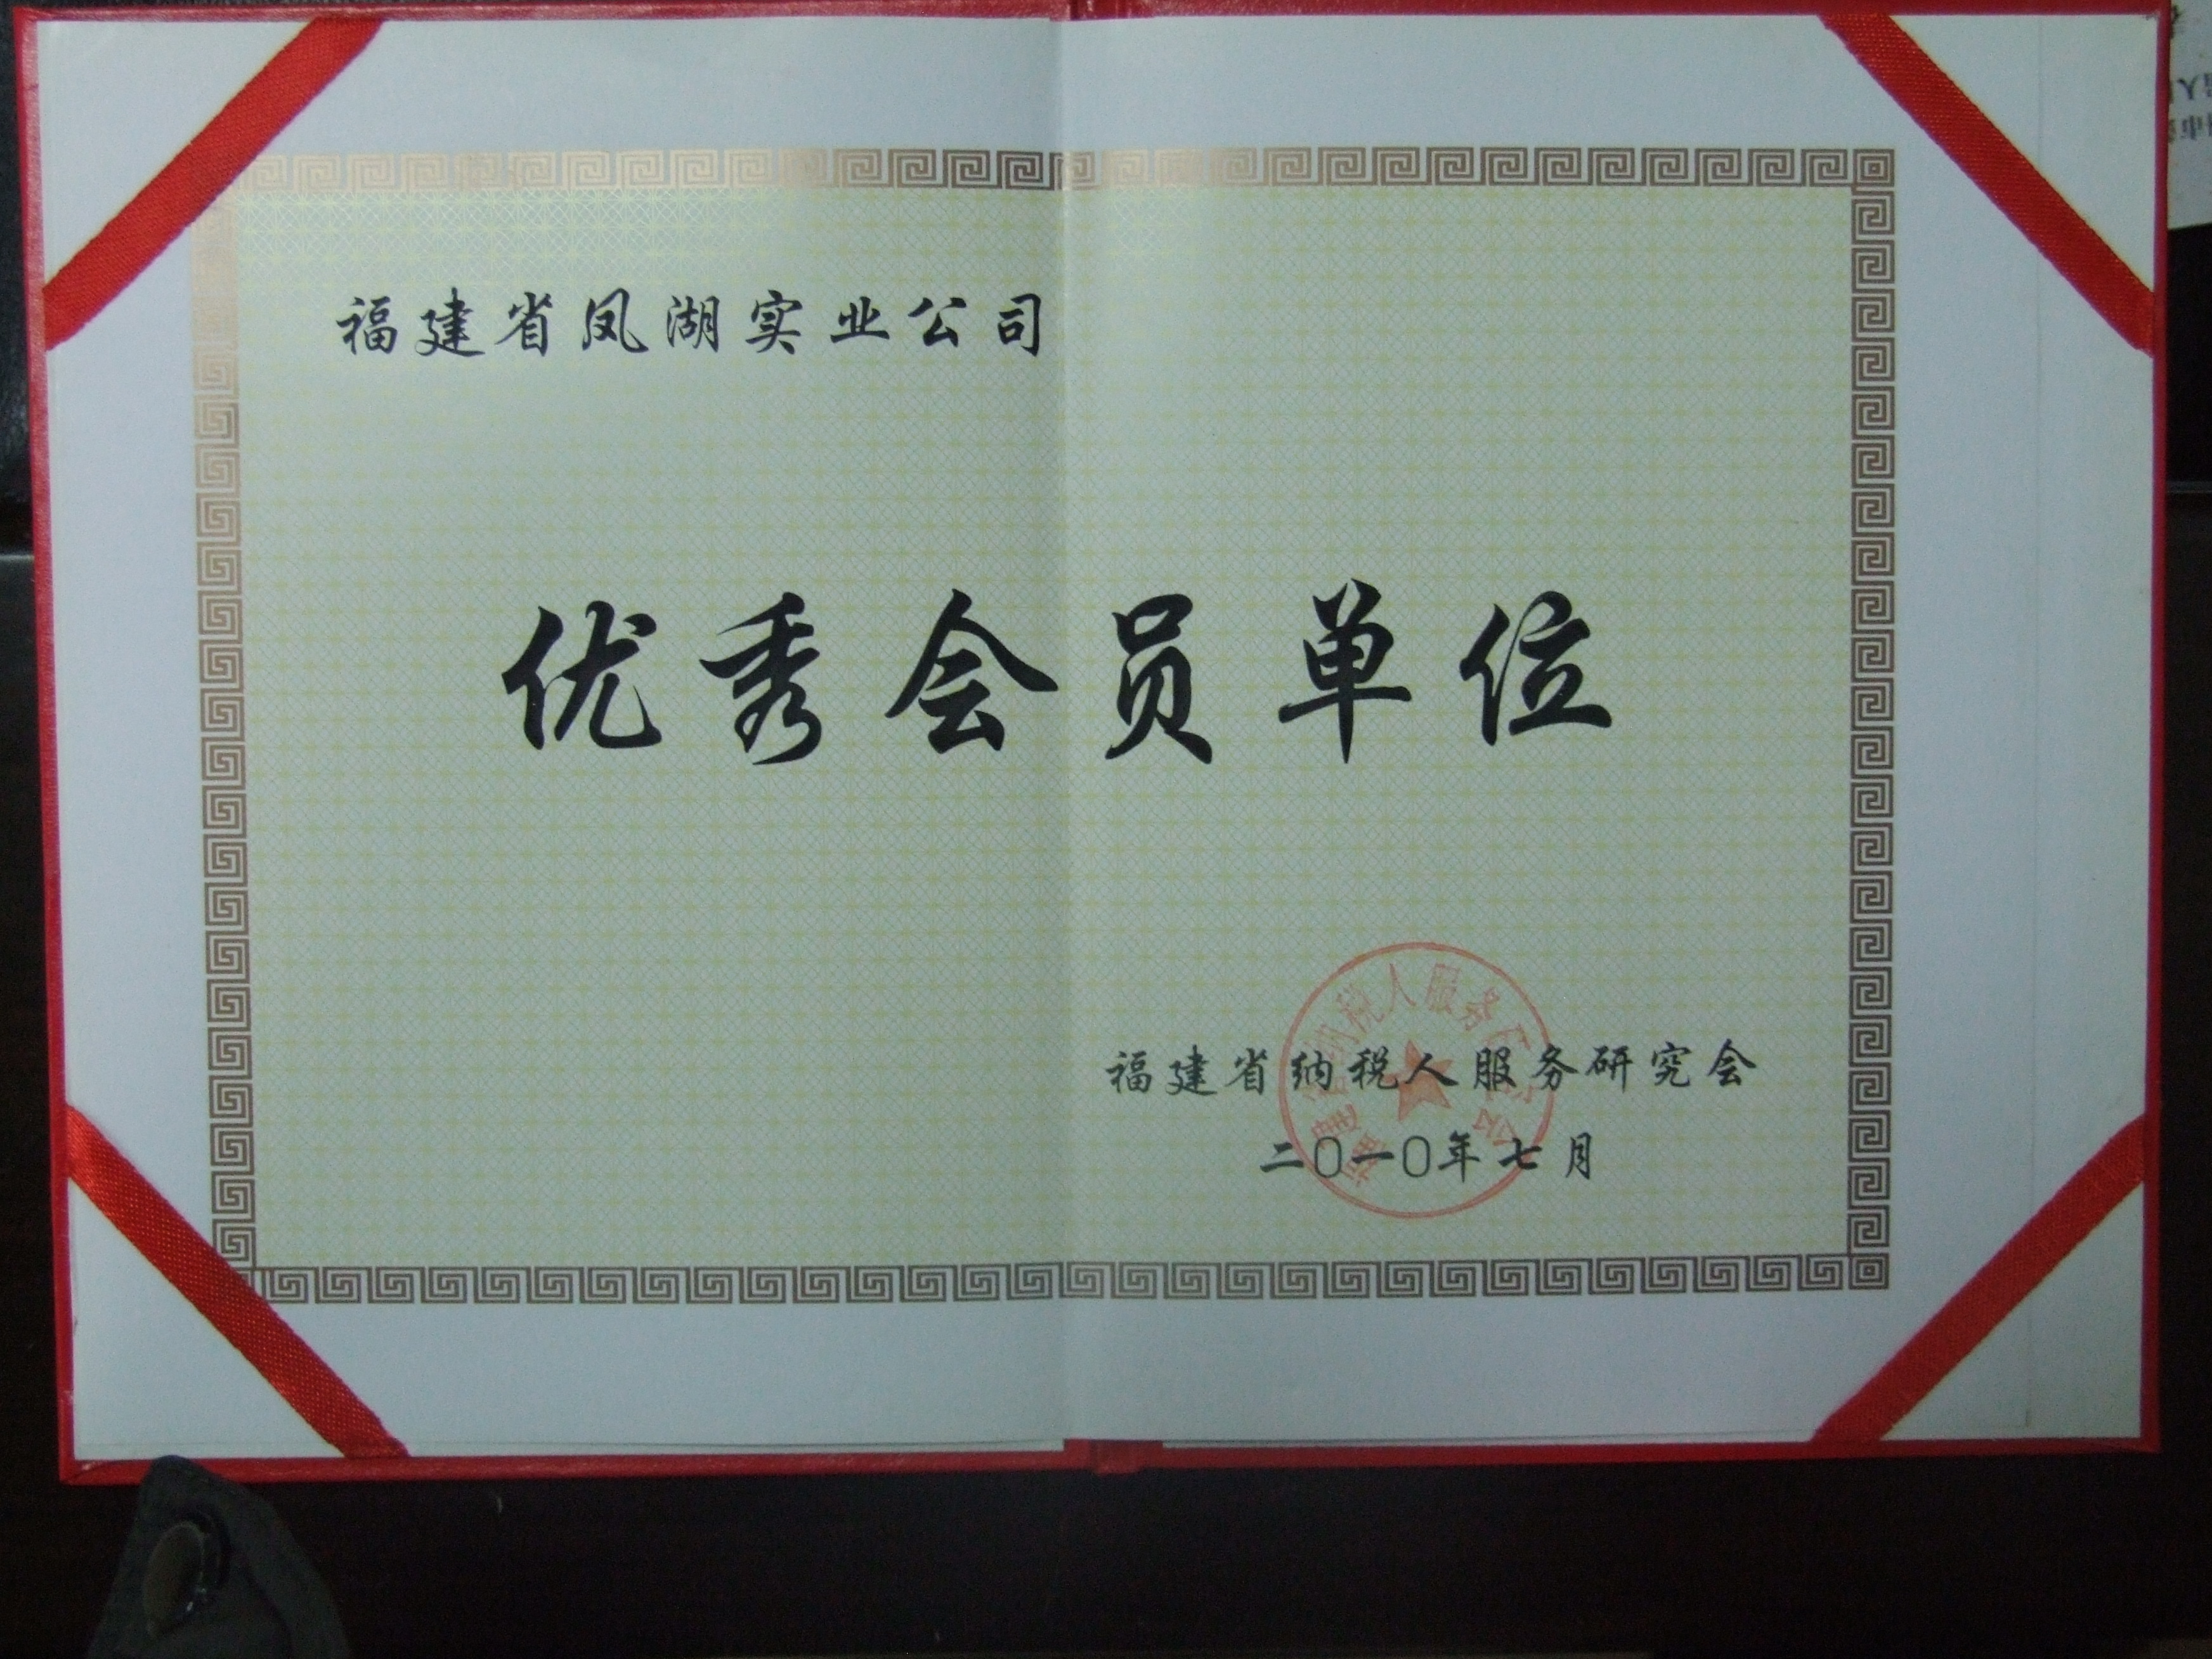 福建省凤湖实业公司
优秀会员单位
福建省纳税人服务研究会
二〇一〇年七月